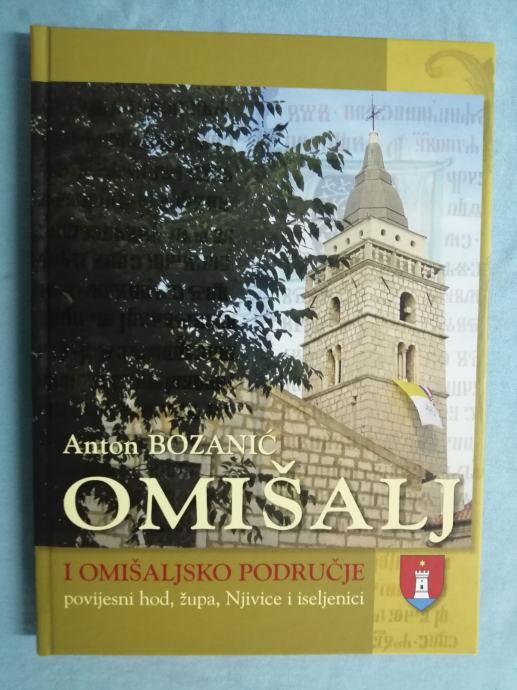 Anton BOZANIĆ
OMIŠALJ
I OMIŠALJSKO PODRUČJE
povijesni hod, župa, Njivice i iseljenici